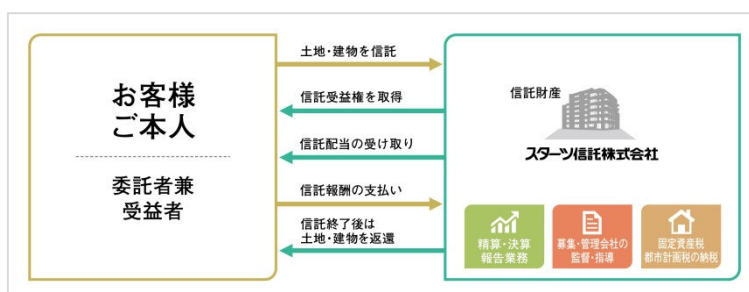 お客様
ご本人
委託者兼
受益者
土地・建物を信託
信託受益権を取得
信託配当の受け取り
信託報酬の支払い
信託終了後は
土地・建物を返還
信託財産
スターツ信託株式会社
精算・決算
報告業務
募集・管理会社の
監督・指導
固定資産税
都市計画税の納税